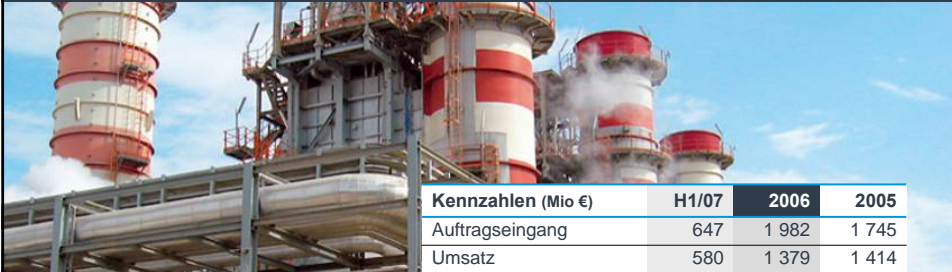 Kennzahlen (Mio €) H1/07 2006 2005
Auftragseingang 647 1 982 1 745
Umsatz 580 1 379 1 414